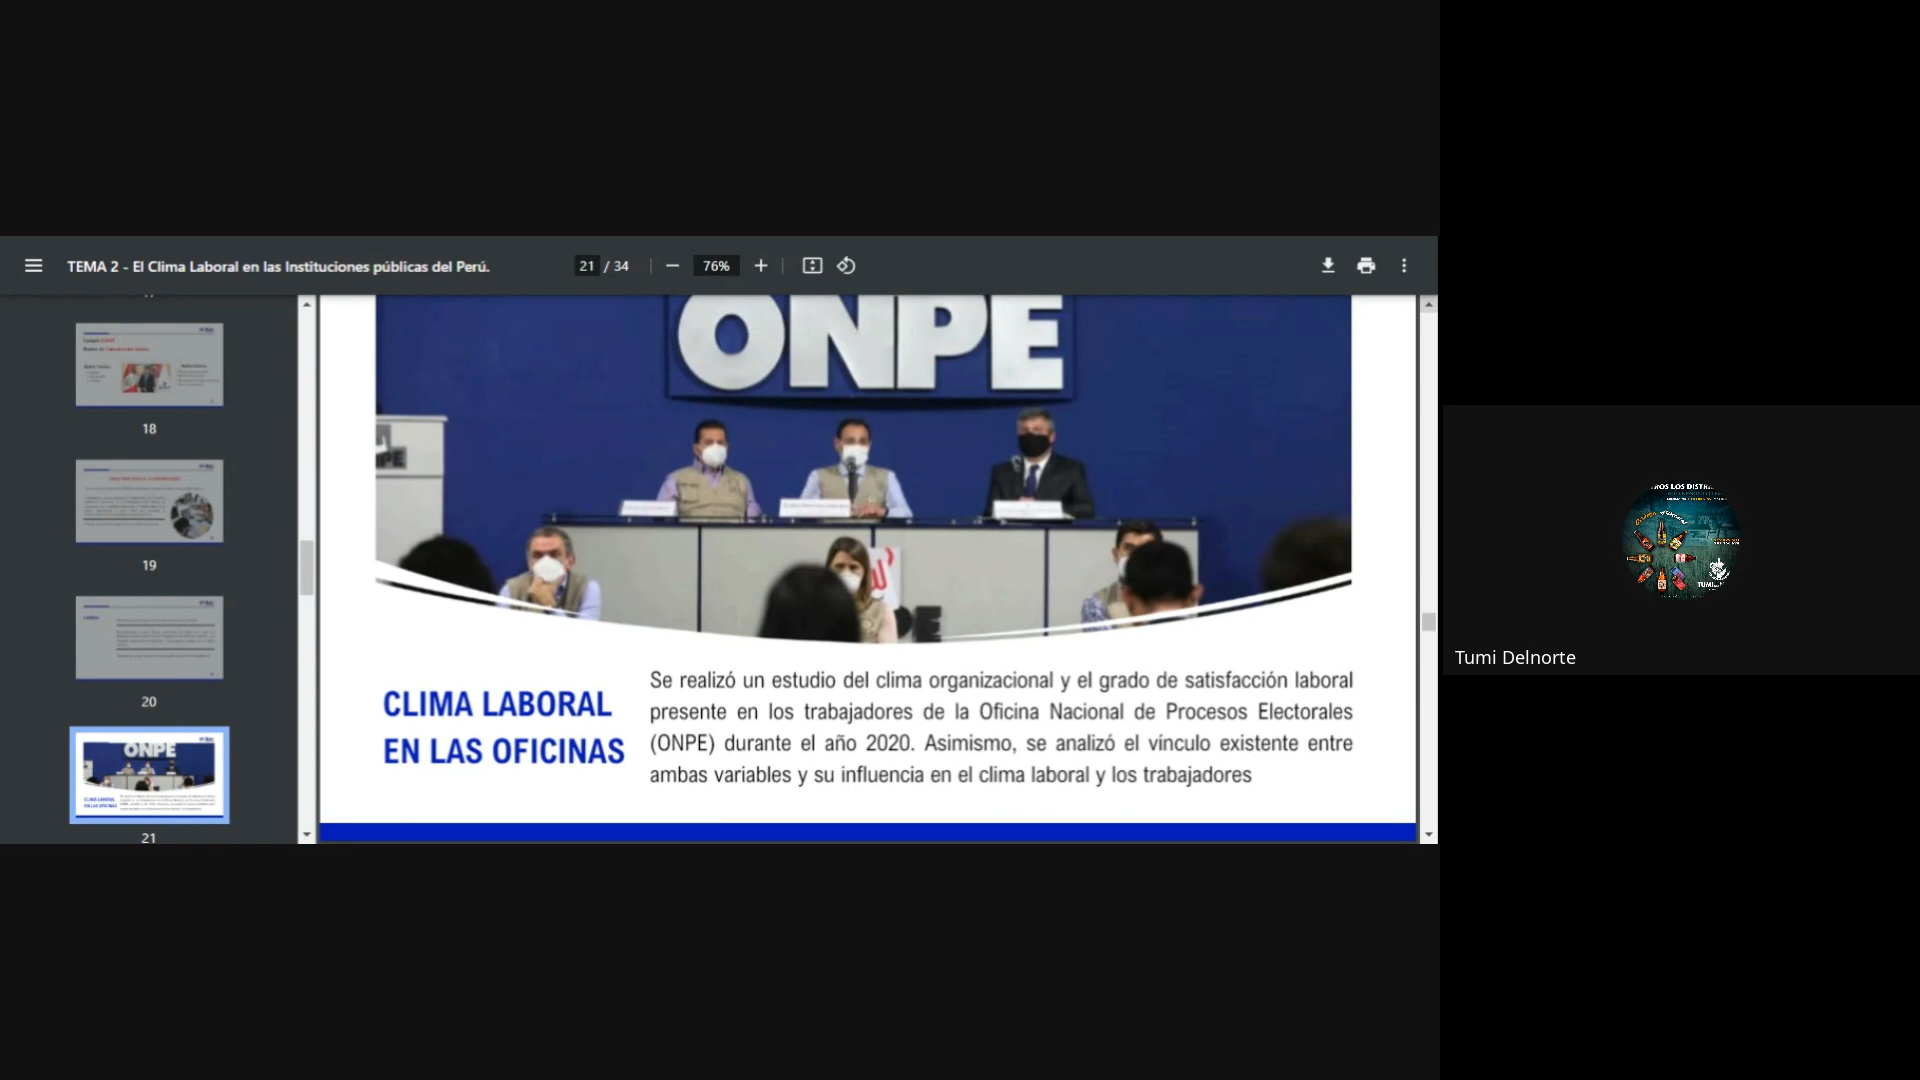 TEMA 2 - El Clima Laboral en las Instituciones públicas del Perú.
21 / 34
76%
18
19
20
21
ONPE
CLIMA LABORAL
EN LAS OFICINAS
Se realizó un estudio del clima organizacional y el grado de satisfacción laboral
presente en los trabajadores de la Oficina Nacional de Procesos Electorales
(ONPE) durante el año 2020. Asimismo, se analizó el vínculo existente entre
ambas variables y su influencia en el clima laboral y los trabajadores
Tumi Delnorte